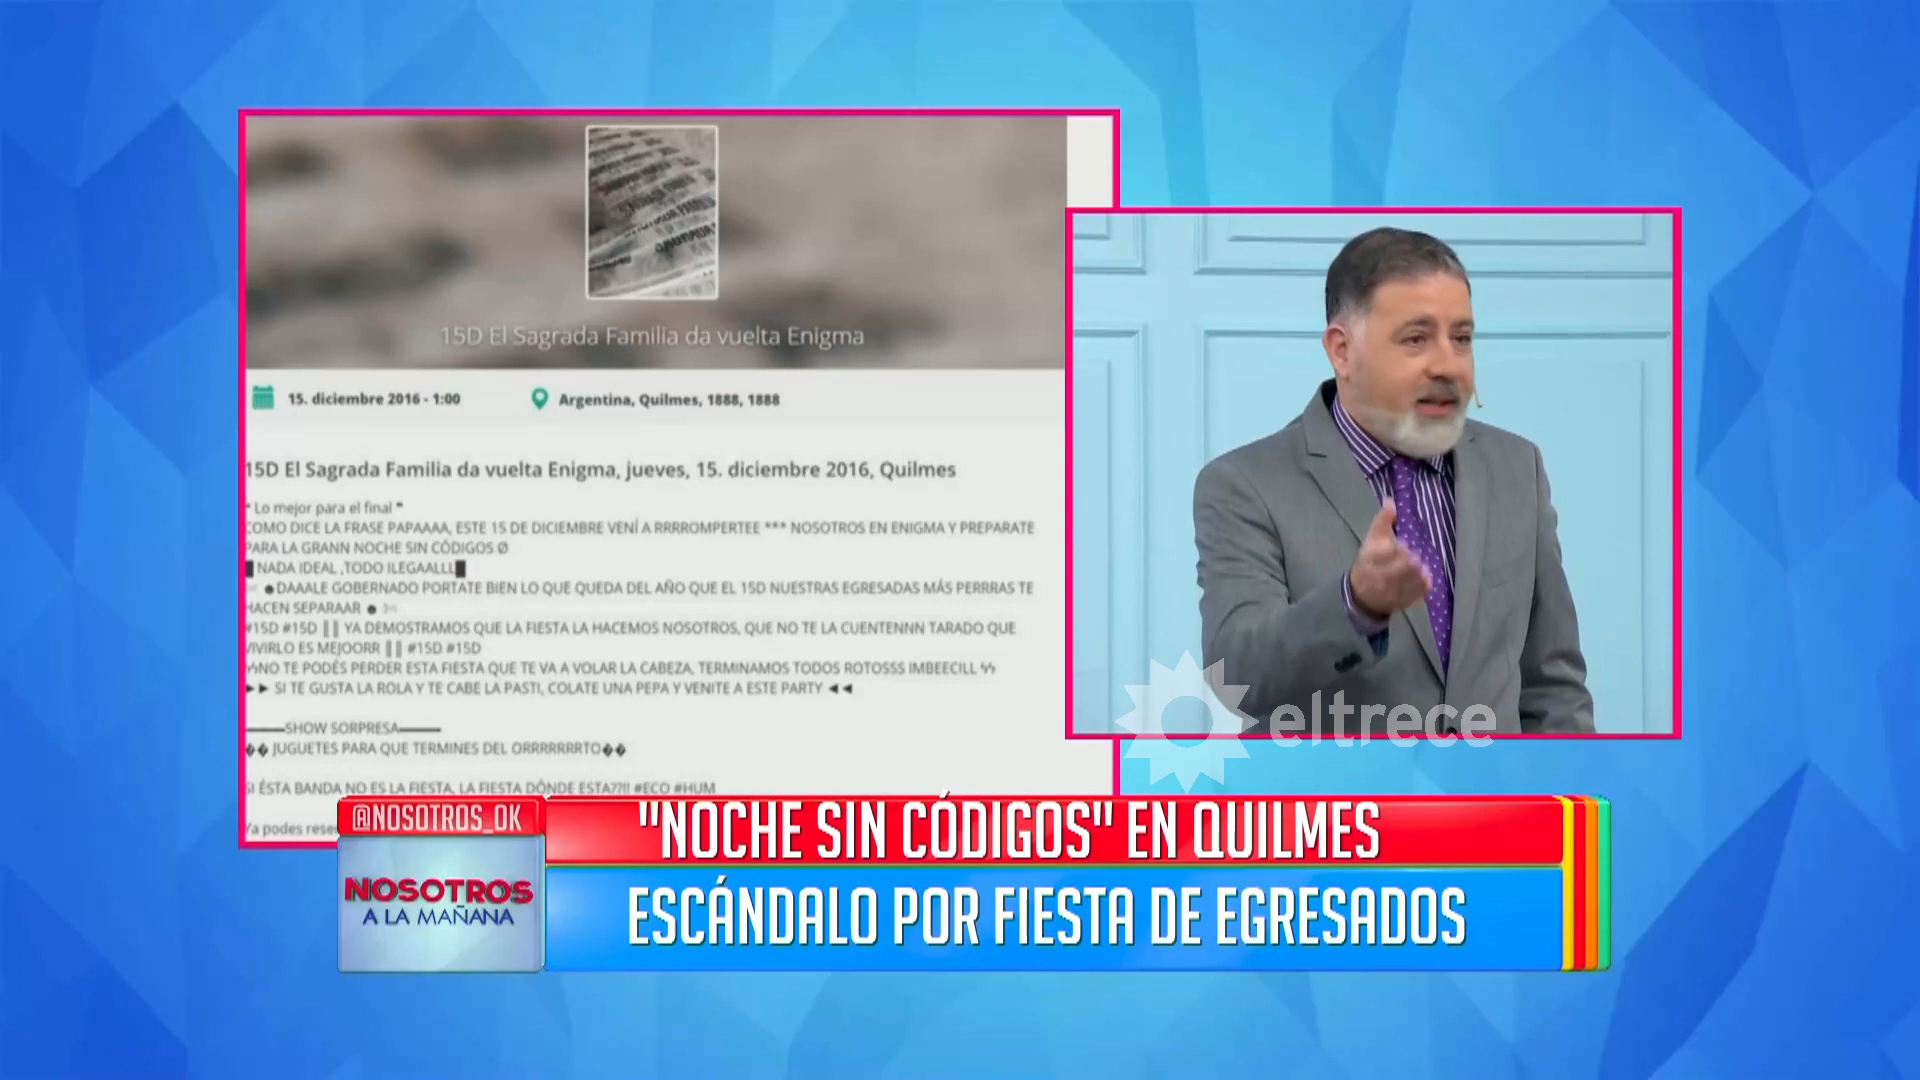 15D El Sagrada Familia da vuelta Enigma
15. diciembre 2016 - 1:00
Argentina, Quilmes, 1888, 1888
15D El Sagrada Familia da vuelta Enigma, jueves, 15. diciembre 2016, Quilmes
* Lo mejor para el final *
COMO DICE LA FRASE PAPAAAA, ESTE 15 DE DICIEMBRE VENÍ A RRRROMPERTEE *** NOSOTROS EN ENIGMA Y PREPARATE
PARA LA GRANN NOCHE SIN CÓDIGOS Ø
█ NADA IDEAL ,TODO ILEGAALLL█
☻DAAALE GOBERNADO PORTATE BIEN LO QUE QUEDA DEL AÑO QUE EL 15D NUESTRAS EGRESADAS MÁS PERRRAS TE
HACEN SEPARAAR ☻ ✄
#15D #15D ║║ YA DEMOSTRAMOS QUE LA FIESTA LA HACEMOS NOSOTROS, QUE NO TE LA CUENTENNN TARADO QUE
VIVIRLO ES MEJOORR ║║ #15D #15D
ϟϟNO TE PODÉS PERDER ESTA FIESTA QUE TE VA A VOLAR LA CABEZA, TERMINAMOS TODOS ROTOSSS IMBEECILL ϟϟ
►► SI TE GUSTA LA ROLA Y TE CABE LA PASTI, COLATE UNA PEPA Y VENITE A ESTE PARTY ◄◄
▬▬▬SHOW SORPRESA▬▬▬
�� JUGUETES PARA QUE TERMINES DEL ORRRRRRRTO��
SI ÉSTA BANDA NO ES LA FIESTA, LA FIESTA DÓNDE ESTA??!! #ECO #HUM
Ya podes
eltrece
@NOSOTROS_OK
"NOCHE SIN CÓDIGOS" EN QUILMES
NOSOTROS
A LA MAÑANA
ESCÁNDALO POR FIESTA DE EGRESADOS